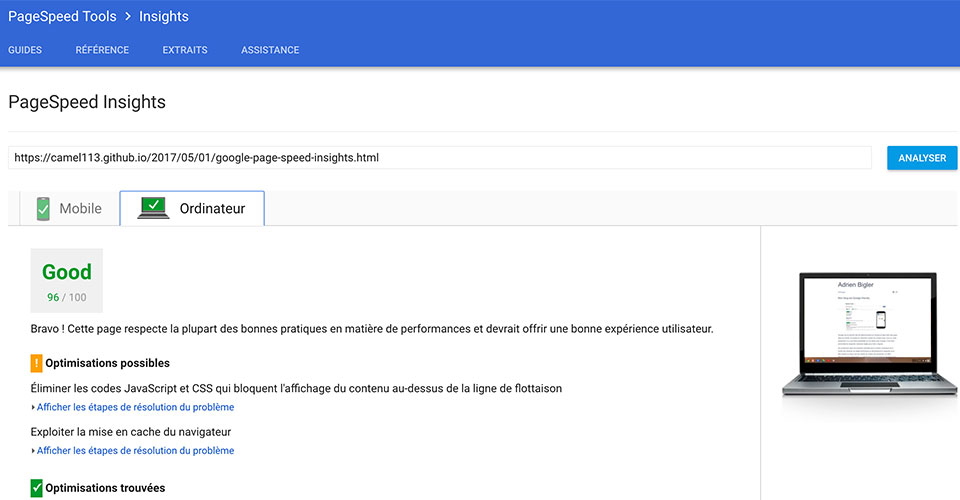 PageSpeed Tools > Insights
GUIDES RÉFÉRENCE EXTRAITS ASSISTANCE
PageSpeed Insights
https://camel113.github.io/2017/05/01/google-page-speed-insights.html ANALYSER
Mobile Ordinateur
Good
96 / 100
Adrien Bigler
Bravo ! Cette page respecte la plupart des bonnes pratiques en matière de performances et devrait offrir une bonne expérience utilisateur.
! Optimisations possibles
Éliminer les codes JavaScript et CSS qui bloquent l'affichage du contenu au-dessus de la ligne de flottaison
Afficher les étapes de résolution du problème
Exploiter la mise en cache du navigateur
Afficher les étapes de résolution du problème
Optimisations trouvées